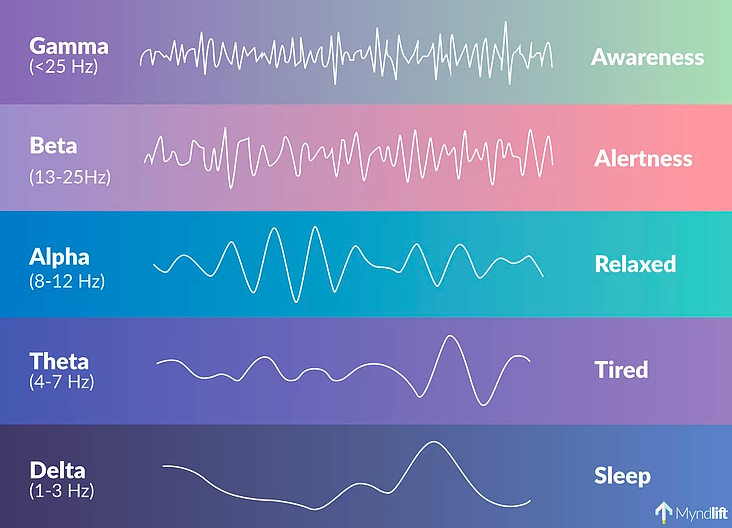 Gamma
(<25 Hz)
Awareness
Beta
(13-25Hz)
Alertness
Alpha
(8-12 Hz)
Relaxed
Theta
(4-7 Hz)
Tired
Delta
(1-3 Hz)
Sleep
Myndlift